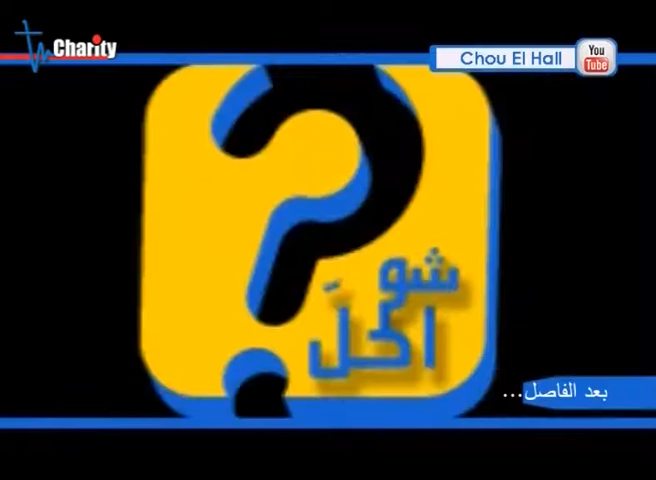 Charity
Chou El Hall
You
Tube
شو
الحلَ
بعد الفاصل...